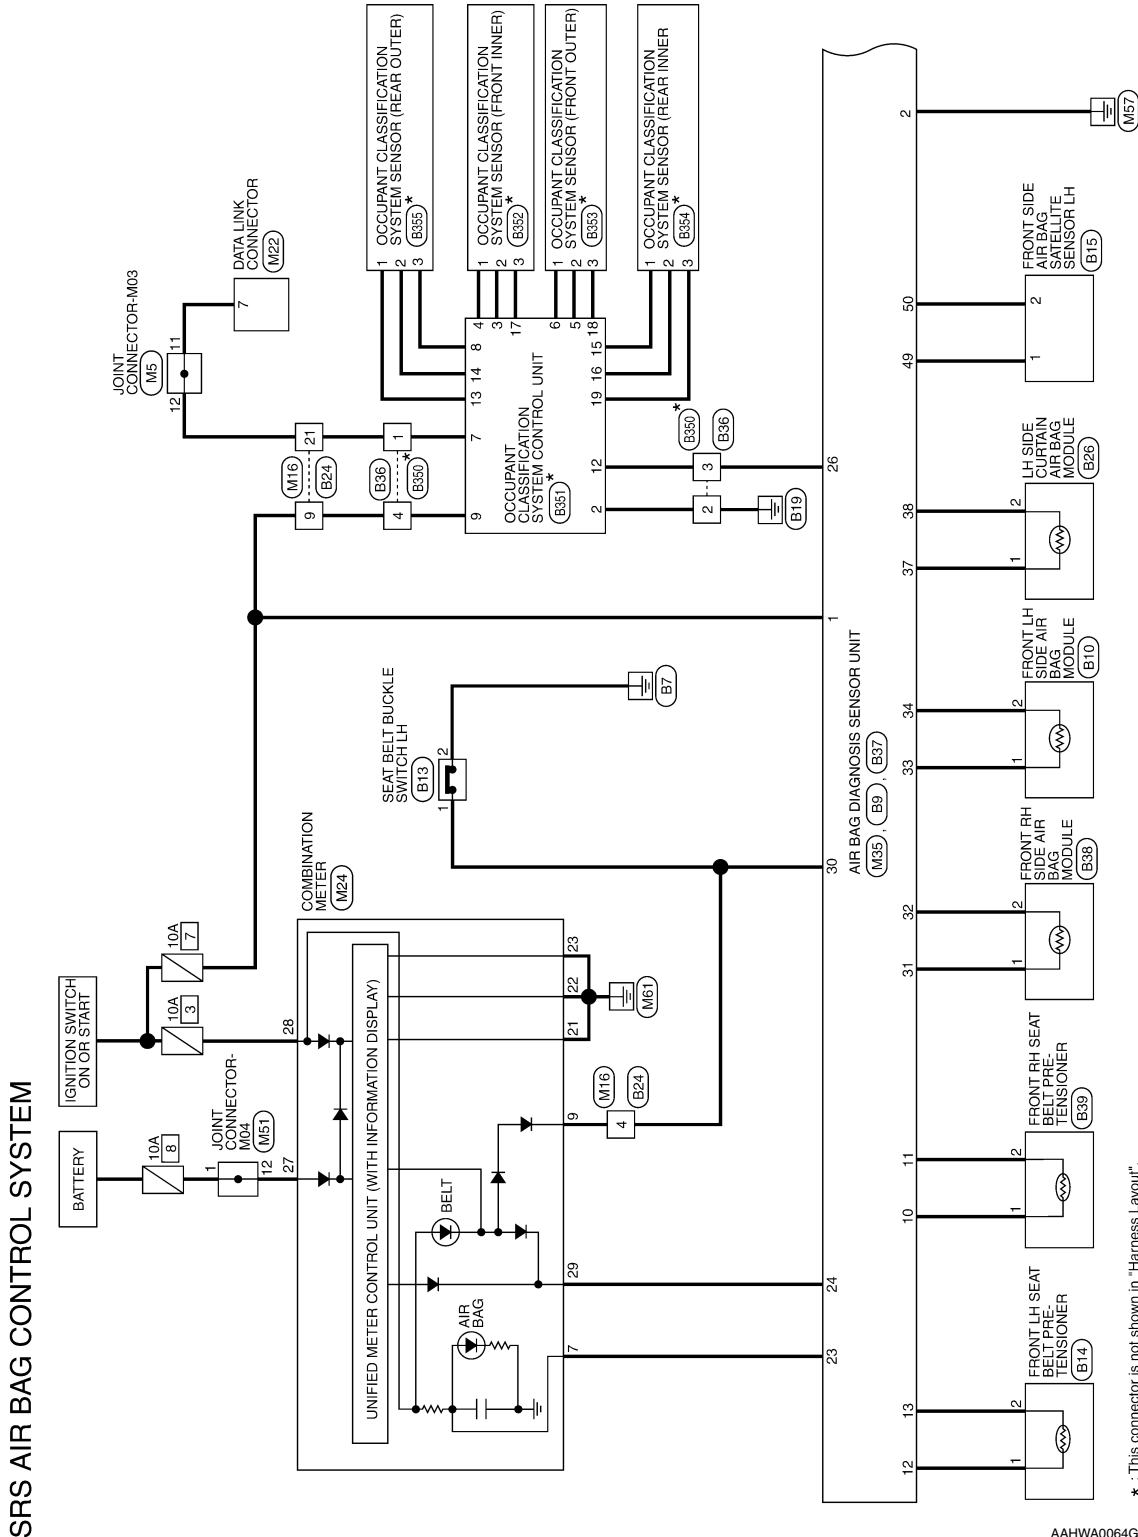 SRS AIR BAG CONTROL SYSTEM
BATTERY
IGNITION SWITCH
ON OR START
10A
8
10A
3
10A
7
JOINT
CONNECTOR-
M04
M51
1
12
27
28
COMBINATION
METER
M24
UNIFIED METER CONTROL UNIT (WITH INFORMATION DISPLAY)
AIR
BAG
BELT
7
29
9
21
22
23
M61
4
M16
B24
SEAT BELT BUCKLE
SWITCH LH
B13
1
2
B7
JOINT
CONNECTOR-M03
M5
12
11
DATA LINK
CONNECTOR
M22
7
M16
B24
9
21
B36
B350
*
4
1
9
7
13
14
8
OCCUPANT
CLASSIFICATION
SYSTEM CONTROL UNIT
B351
*
4
3
17
6
5
18
2
12
19
16
15
OCCUPANT CLASSIFICATION
SYSTEM SENSOR (REAR OUTER)
B355
*
1
2
3
OCCUPANT CLASSIFICATION
SYSTEM SENSOR (FRONT INNER)
B352
*
1
2
3
OCCUPANT CLASSIFICATION
SYSTEM SENSOR (FRONT OUTER)
B353
*
1
2
3
OCCUPANT CLASSIFICATION
SYSTEM SENSOR (REAR INNER
B354
*
1
2
3
2
3
*
B350
B36
B19
23
24
30
1
26
AIR BAG DIAGNOSIS SENSOR UNIT
M35 , B9 , B37
12
13
10
11
31
32
33
34
37
38
49
50
2
FRONT LH SEAT
BELT PRE-
TENSIONER
B14
1
2
FRONT RH SEAT
BELT PRE-
TENSIONER
B39
1
2
FRONT RH
SIDE AIR
BAG
MODULE
B38
1
2
FRONT LH
SIDE AIR
BAG
MODULE
B10
1
2
LH SIDE
CURTAIN
AIR BAG
MODULE
B26
1
2
FRONT SIDE
AIR BAG
SATELLITE
SENSOR LH
B15
1
2
M57
* : This connector is not shown in "Harness Layout".
AAHWA0064G